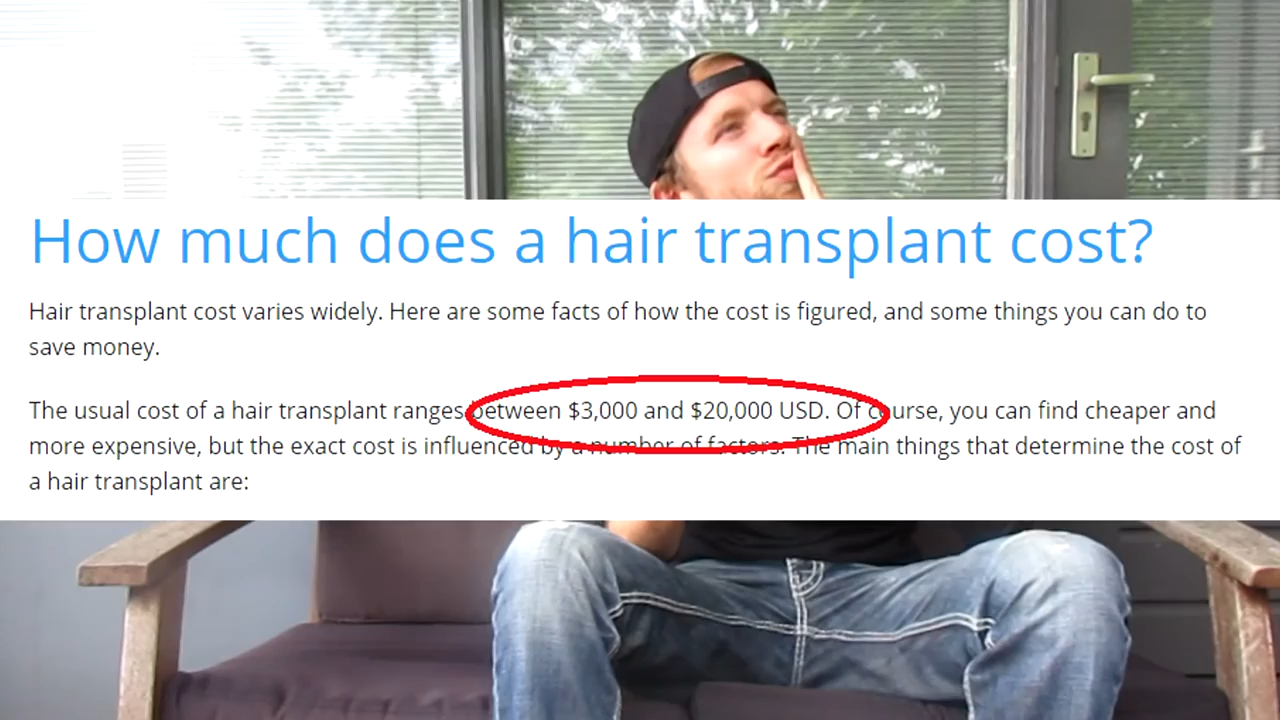 How much does a hair transplant cost?
Hair transplant cost varies widely. Here are some facts of how the cost is figured, and some things you can do to
save money.
The usual cost of a hair transplant ranges between $3,000 and $20,000 USD. Of course, you can find cheaper and
more expensive, but the exact cost is influenced by a number of factors. The main things that determine the cost of
a hair transplant are: